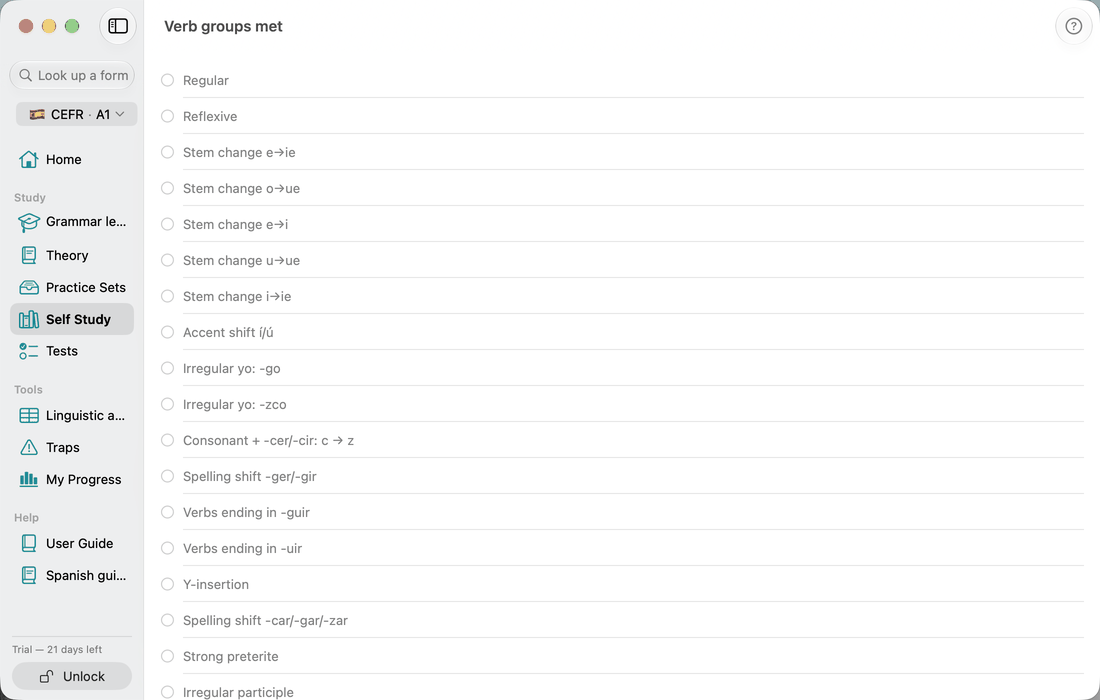 Verb groups met
Look up a form
CEFR · A1
Home
Study
Grammar le...
Theory
Practice Sets
Self Study
Tests
Tools
Linguistic a...
Traps
My Progress
Help
User Guide
Spanish gui...
Trial — 21 days left
Unlock
?
Regular
Reflexive
Stem change e→ie
Stem change o→ue
Stem change e→i
Stem change u→ue
Stem change i→ie
Accent shift í/ú
Irregular yo: -go
Irregular yo: -zco
Consonant + -cer/-cir: c → z
Spelling shift -ger/-gir
Verbs ending in -guir
Verbs ending in -uir
Y-insertion
Spelling shift -car/-gar/-zar
Strong preterite
Irregular participle